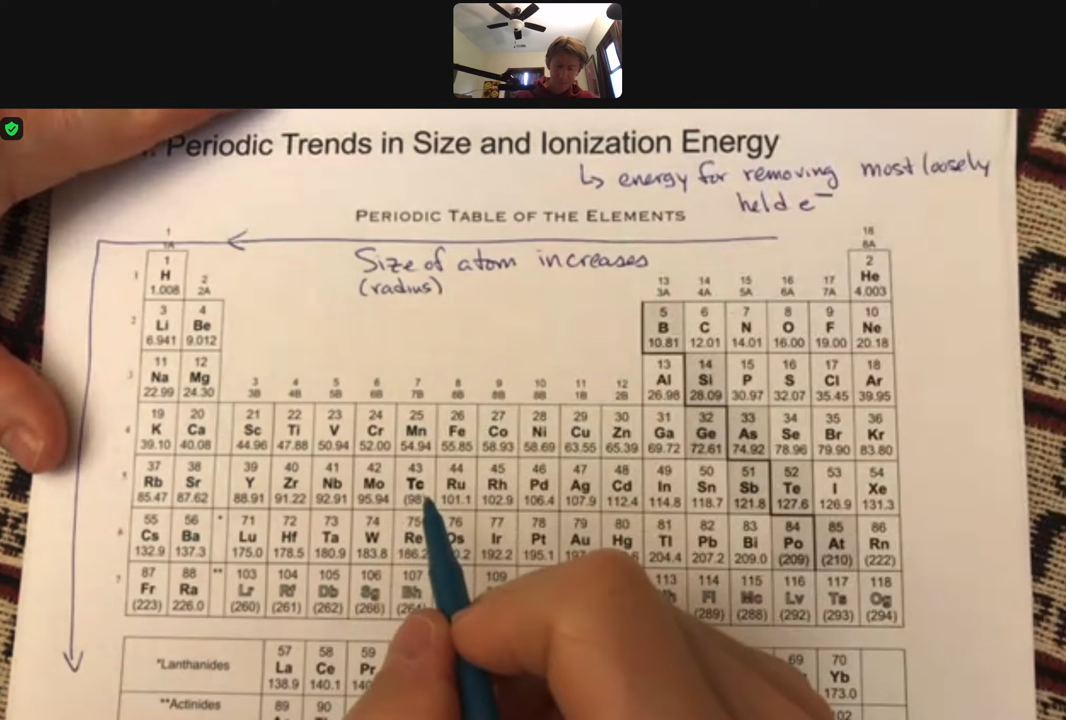 Periodic Trends in Size and Ionization Energy
↳ energy for removing most loosely
held e⁻
PERIODIC TABLE OF THE ELEMENTS
Size of atom increases
(radius)
1 18
1A 8A
1 2
H 2 13 14 15 16 17 He
1.008 2A 3A 4A 5A 6A 7A 4.003
3 4 5 6 7 8 9 10
Li Be B C N O F Ne
6.941 9.012 10.81 12.01 14.01 16.00 19.00 20.18
11 12 13 14 15 16 17 18
Na Mg 3 4 5 6 7 8 9 10 11 12 Al Si P S Cl Ar
22.99 24.30 3B 4B 5B 6B 7B 8B 8B 8B 1B 2B 26.98 28.09 30.97 32.07 35.45 39.95
19 20 21 22 23 24 25 26 27 28 29 30 31 32 33 34 35 36
K Ca Sc Ti V Cr Mn Fe Co Ni Cu Zn Ga Ge As Se Br Kr
39.10 40.08 44.96 47.88 50.94 52.00 54.94 55.85 58.93 58.69 63.55 65.39 69.72 72.61 74.92 78.96 79.90 83.80
37 38 39 40 41 42 43 44 45 46 47 48 49 50 51 52 53 54
Rb Sr Y Zr Nb Mo Tc Ru Rh Pd Ag Cd In Sn Sb Te I Xe
85.47 87.62 88.91 91.22 92.91 95.94 (98) 101.1 102.9 106.4 107.9 112.4 114.8 118.7 121.8 127.6 126.9 131.3
55 56 * 71 72 73 74 75 76 77 78 79 80 81 82 83 84 85 86
Cs Ba Lu Hf Ta W Re Os Ir Pt Au Hg Tl Pb Bi Po At Rn
132.9 137.3 175.0 178.5 180.9 183.8 186.2 192.2 195.1 204.4 207.2 209.0 (209) (210) (222)
87 88 ** 103 104 105 106 107 109 113 114 115 116 117 118
Fr Ra Lr Rf Db Sg Bh Fl Mc Lv Ts Og
(223) 226.0 (260) (261) (262) (266) (264) (289) (288) (292) (293) (294)
57 58 59 69 70
*Lanthanides La Ce Pr Yb
138.9 140.1 173.0
**Actinides 89 90 102